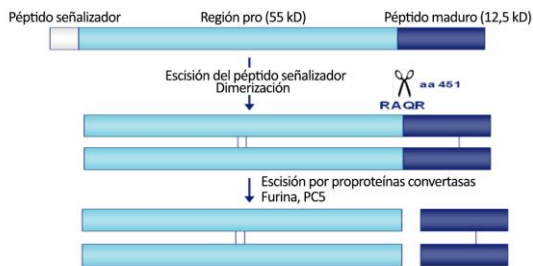 Péptido señalizador
Región pro (55 kD)
Péptido maduro (12,5 kD)
Escisión del péptido señalizador
Dimerización
aa 451
RAQR
Escisión por proproteínas convertasas
Furina, PC5